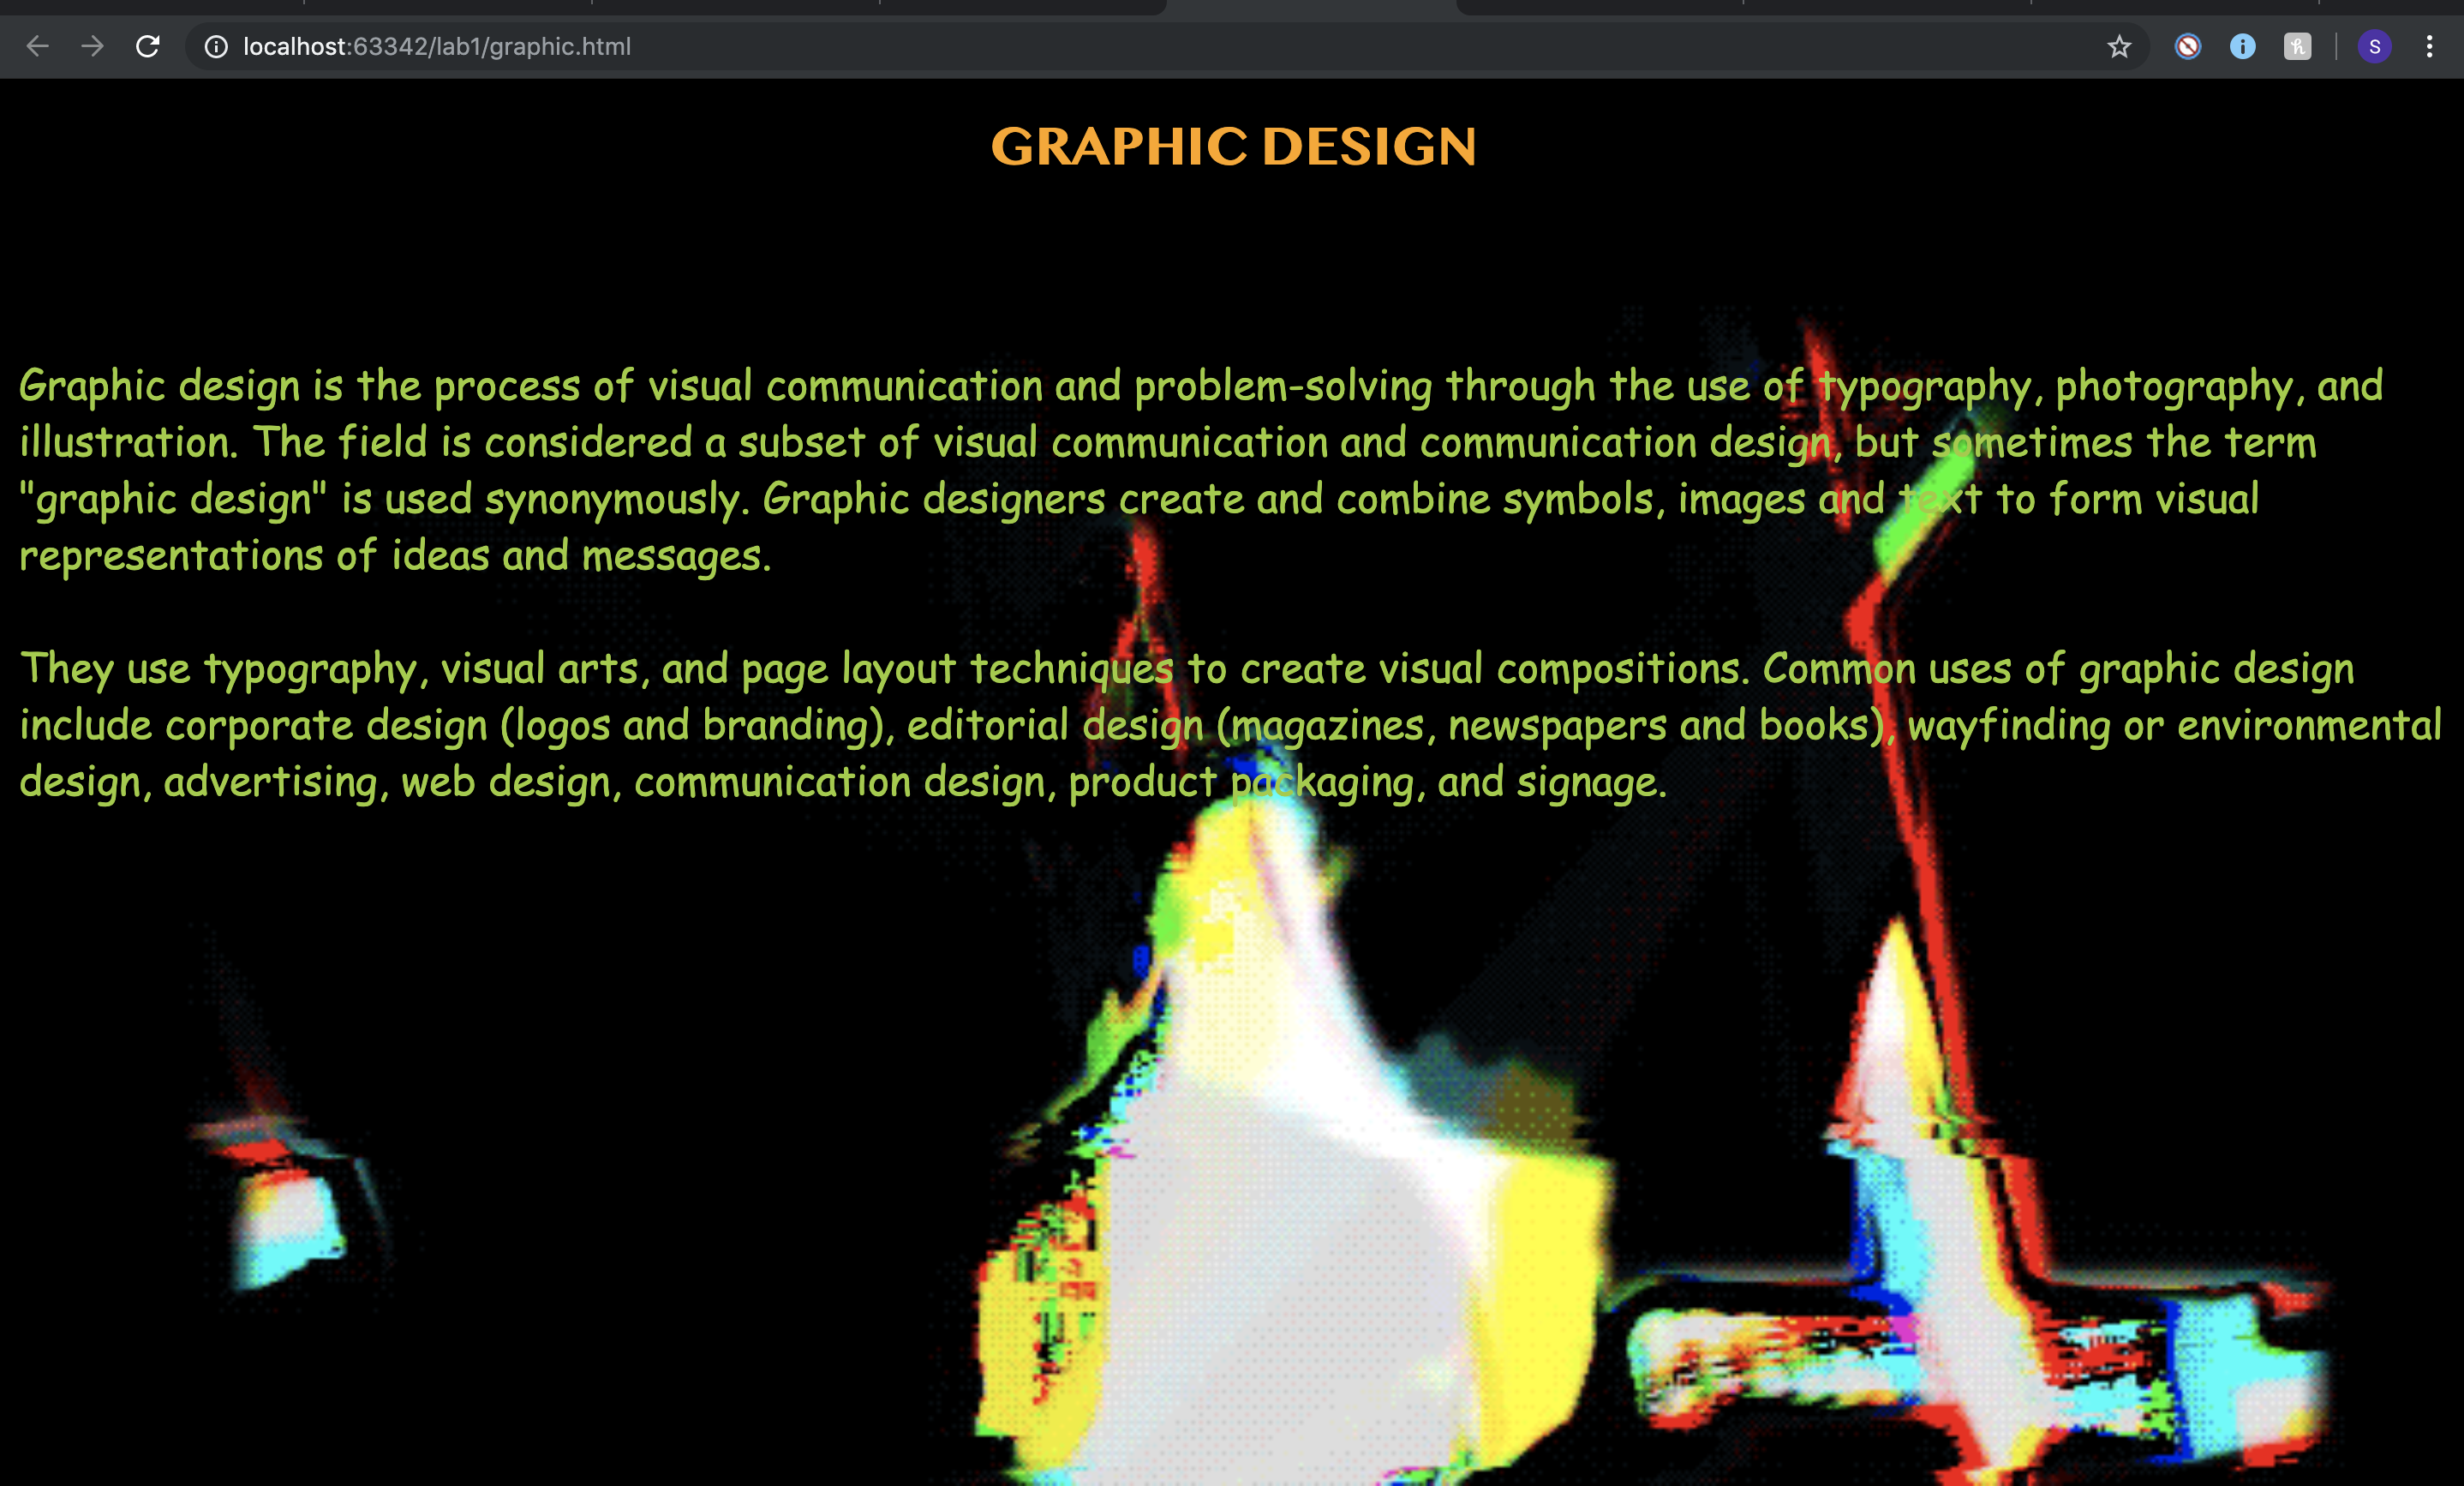 localhost:63342/lab1/graphic.html
S
GRAPHIC DESIGN
Graphic design is the process of visual communication and problem-solving through the use of typography, photography, and
illustration. The field is considered a subset of visual communication and communication design, but sometimes the term
"graphic design" is used synonymously. Graphic designers create and combine symbols, images and text to form visual
representations of ideas and messages.
They use typography, visual arts, and page layout techniques to create visual compositions. Common uses of graphic design
include corporate design (logos and branding), editorial design (magazines, newspapers and books), wayfinding or environmental
design, advertising, web design, communication design, product packaging, and signage.